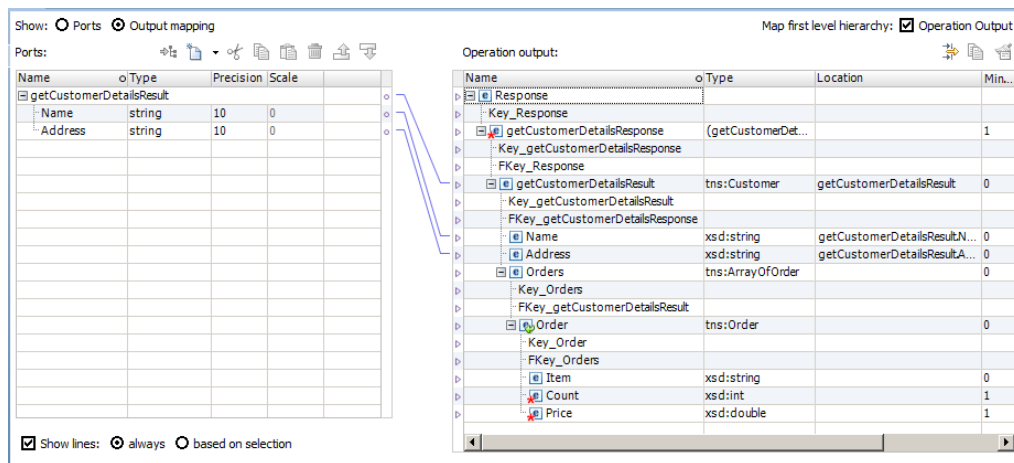 Show: Ports Output mapping
Map first level hierarchy: Operation Output
Ports:
Operation output:
Name Type Precision Scale
getCustomerDetailsResult
Name string 10 0
Address string 10 0
Name Type Location Min...
Response
Key_Response
getCustomerDetailsResponse (getCustomerDet... 1
Key_getCustomerDetailsResponse
FKey_Response
getCustomerDetailsResult tns:Customer getCustomerDetailsResult 0
Key_getCustomerDetailsResult
FKey_getCustomerDetailsResponse
Name xsd:string getCustomerDetailsResult.N... 0
Address xsd:string getCustomerDetailsResult.A... 0
Orders tns:ArrayOfOrder 0
Key_Orders
FKey_getCustomerDetailsResult
Order tns:Order 0
Key_Order
FKey_Orders
Item xsd:string 0
Count xsd:int 1
Price xsd:double 1
Show lines: always based on selection